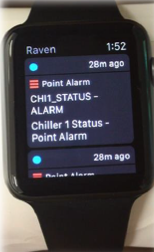 Raven 1:52
28m ago
Point Alarm
CHI1_STATUS -
ALARM
Chiller 1 Status -
Point Alarm
28m ago
Point Alarm